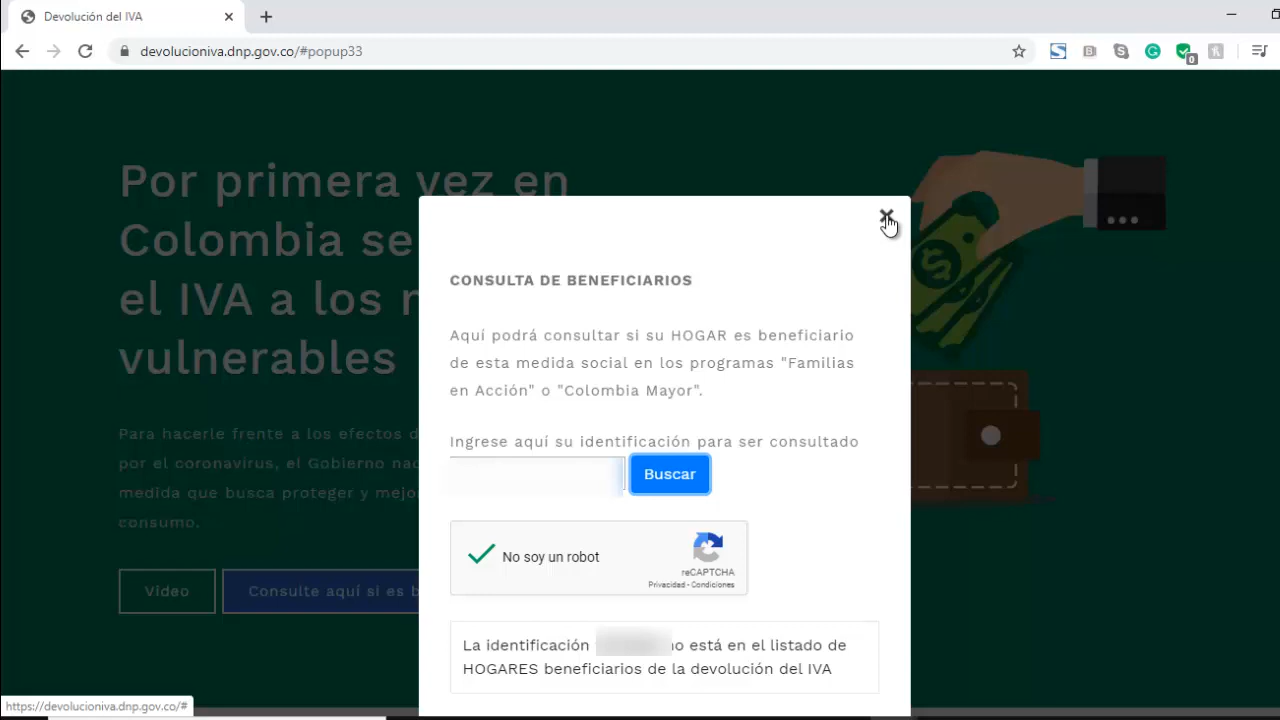 Devolución del IVA
devolucioniva.dnp.gov.co/#popup33
0
Por primera vez en
Colombia se
el IVA a los
vulnerables
Para hacerle frente a los efectos
por el coronavirus, el Gobierno
medida que busca proteger y
consumo.
Video
Consulte aquí si es
CONSULTA DE BENEFICIARIOS
Aquí podrá consultar si su HOGAR es beneficiario
de esta medida social en los programas "Familias
en Acción" o "Colombia Mayor".
Ingrese aquí su identificación para ser consultado
Buscar
No soy un robot
reCAPTCHA
Privacidad - Condiciones
La identificación no está en el listado de
HOGARES beneficiarios de la devolución del IVA
https://devolucioniva.dnp.gov.co/#